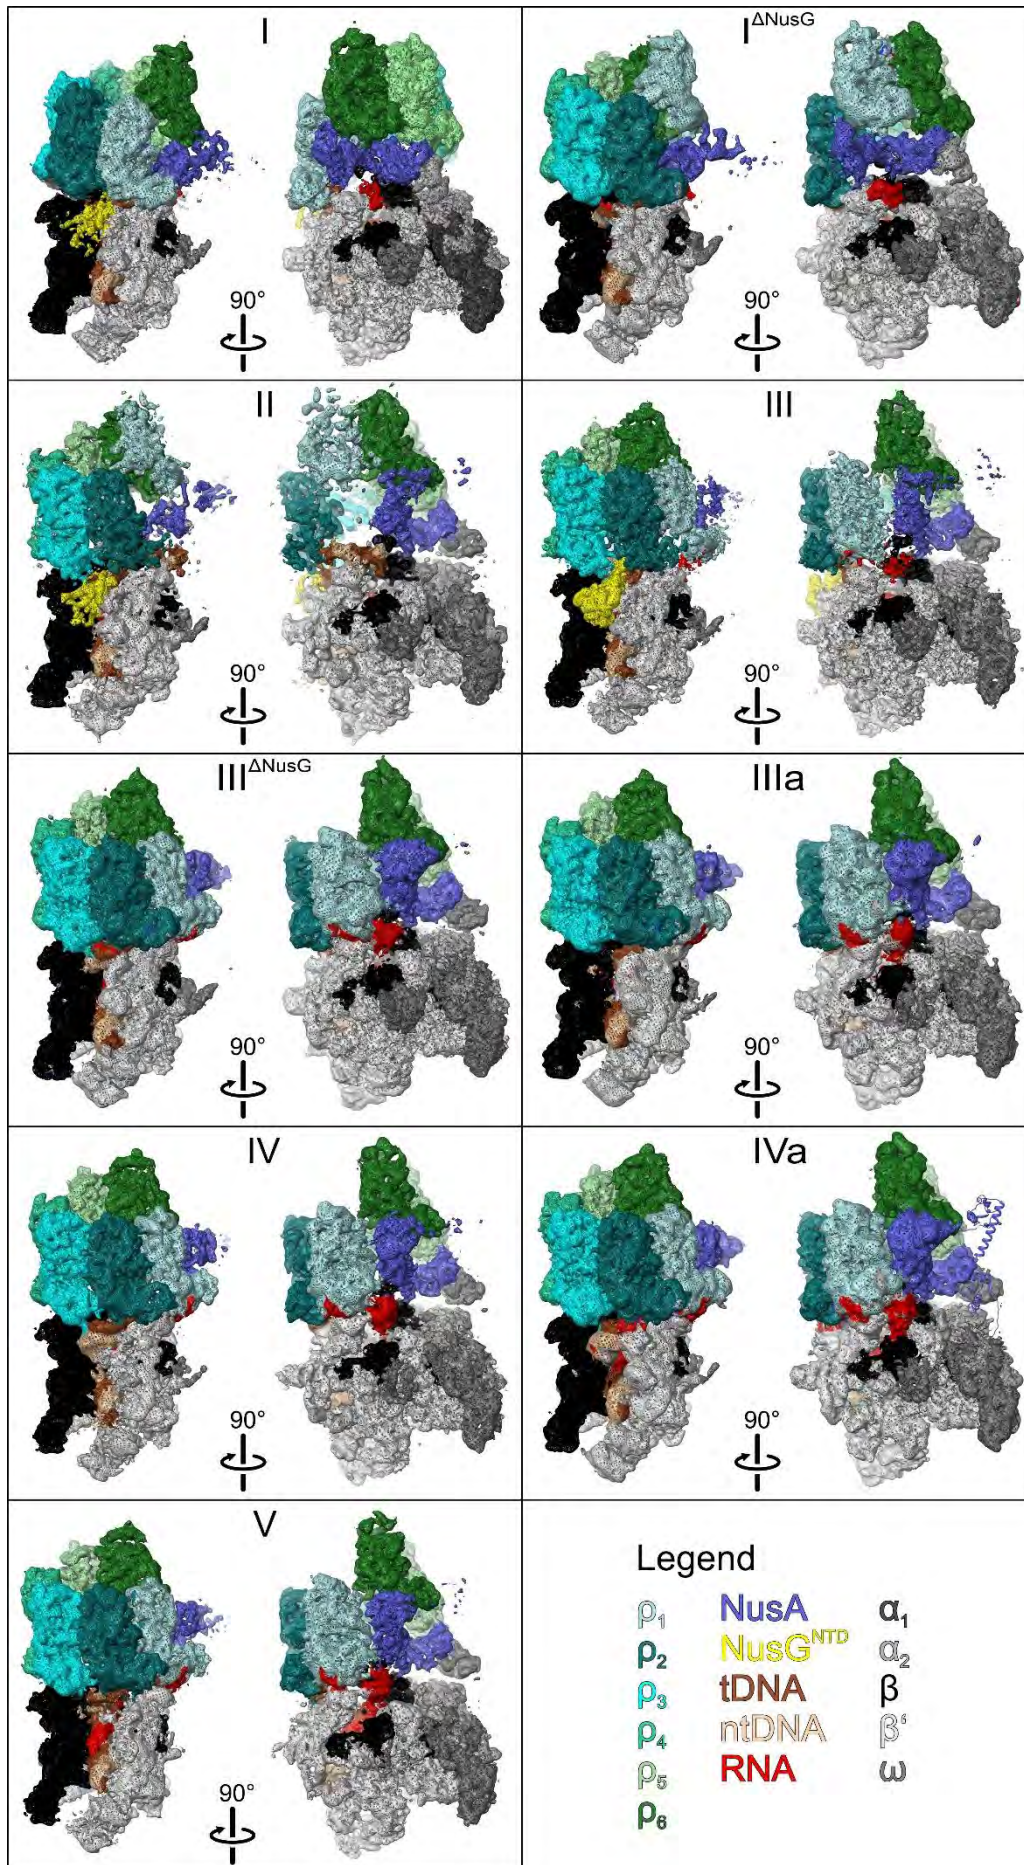 I
I^ΔNusG
90°
90°
II
III
90°
90°
III^ΔNusG
IIIa
90°
90°
IV
IVa
90°
90°
V
90°
Legend
ρ₁ NusA α₁
ρ₂ NusG^NTD α₂
ρ₃ tDNA β
ρ₄ ntDNA β‘
ρ₅ RNA ω
ρ₆